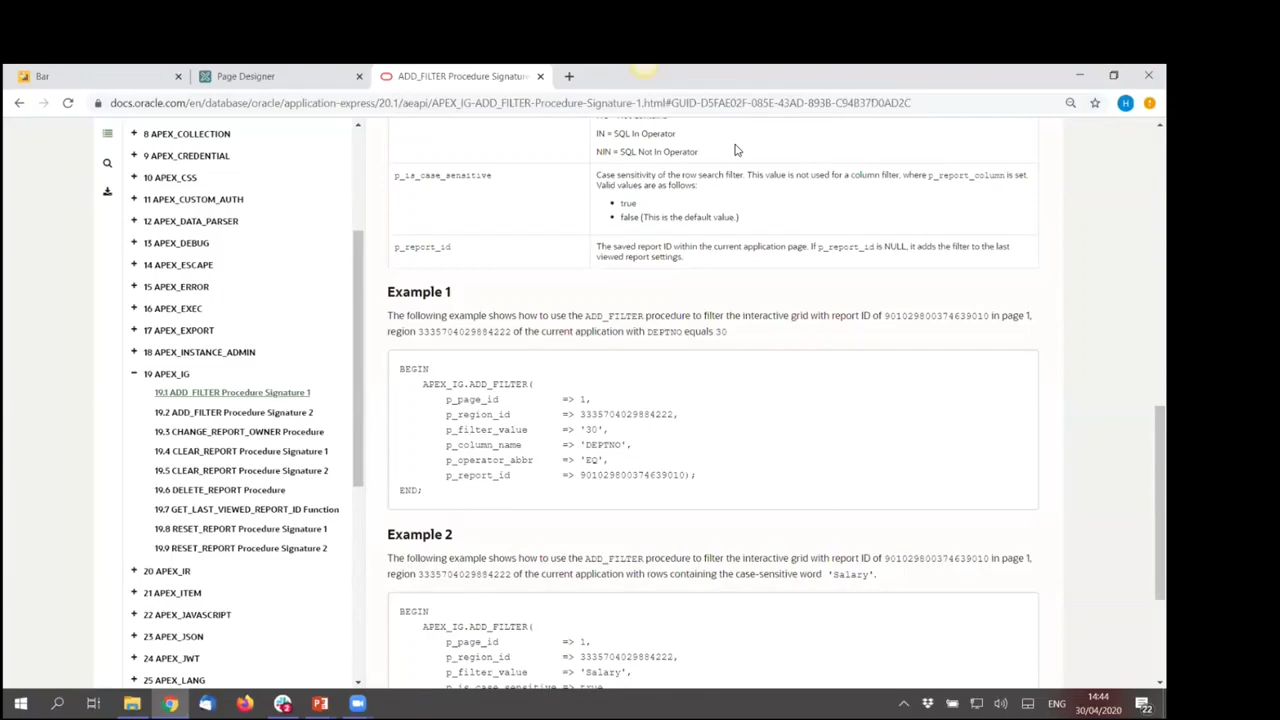 Bar
Page Designer
ADD_FILTER Procedure Signature
docs.oracle.com/en/database/oracle/application-express/20.1/aeapi/APEX_IG-ADD_FILTER-Procedure-Signature-1.html#GUID-D5FAE02F-085E-43AD-893B-C94B37D0AD2C
8 APEX_COLLECTION
9 APEX_CREDENTIAL
10 APEX_CSS
11 APEX_CUSTOM_AUTH
12 APEX_DATA_PARSER
13 APEX_DEBUG
14 APEX_ESCAPE
15 APEX_ERROR
16 APEX_EXEC
17 APEX_EXPORT
18 APEX_INSTANCE_ADMIN
19 APEX_IG
19.1 ADD_FILTER Procedure Signature 1
19.2 ADD_FILTER Procedure Signature 2
19.3 CHANGE_REPORT_OWNER Procedure
19.4 CLEAR_REPORT Procedure Signature 1
19.5 CLEAR_REPORT Procedure Signature 2
19.6 DELETE_REPORT Procedure
19.7 GET_LAST_VIEWED_REPORT_ID Function
19.8 RESET_REPORT Procedure Signature 1
19.9 RESET_REPORT Procedure Signature 2
20 APEX_IR
21 APEX_ITEM
22 APEX_JAVASCRIPT
23 APEX_JSON
24 APEX_JWT
25 APEX_LANG
IN = SQL In Operator
NIN = SQL Not In Operator
p_is_case_sensitive
Case sensitivity of the row search filter. This value is not used for a column filter, where p_report_column is set.
Valid values are as follows:
• true
• false (This is the default value.)
p_report_id
The saved report ID within the current application page. If p_report_id is NULL, it adds the filter to the last
viewed report settings.
Example 1
The following example shows how to use the ADD_FILTER procedure to filter the interactive grid with report ID of 901029800374639010 in page 1,
region 3335704029884222 of the current application with DEPTNO equals 30
BEGIN
APEX_IG.ADD_FILTER(
p_page_id => 1,
p_region_id => 3335704029884222,
p_filter_value => '30',
p_column_name => 'DEPTNO',
p_operator_abbr => 'EQ',
p_report_id => 901029800374639010);
END;
Example 2
The following example shows how to use the ADD_FILTER procedure to filter the interactive grid with report ID of 901029800374639010 in page 1,
region 3335704029884222 of the current application with rows containing the case-sensitive word 'Salary'.
BEGIN
APEX_IG.ADD_FILTER(
p_page_id => 1,
p_region_id => 3335704029884222,
p_filter_value => 'Salary',
p_is_case_sensitive => true,
H
ENG
14:44
30/04/2020
22